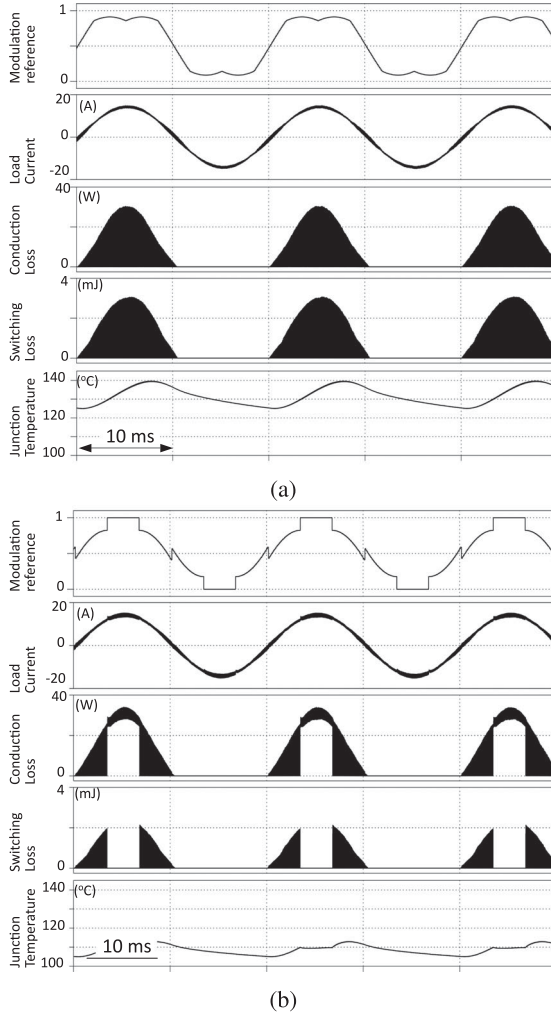 Modulation
reference
1
0
Load
Current
20
0
-20
(A)
Conduction
Loss
40
0
(W)
Switching
Loss
4
0
(mJ)
Junction
Temperature
140
120
100
(°C)
10 ms
(a)
Modulation
reference
1
0
Load
Current
20
0
-20
(A)
Conduction
Loss
40
0
(W)
Switching
Loss
4
0
(mJ)
Junction
Temperature
140
120
100
(°C)
10 ms
(b)